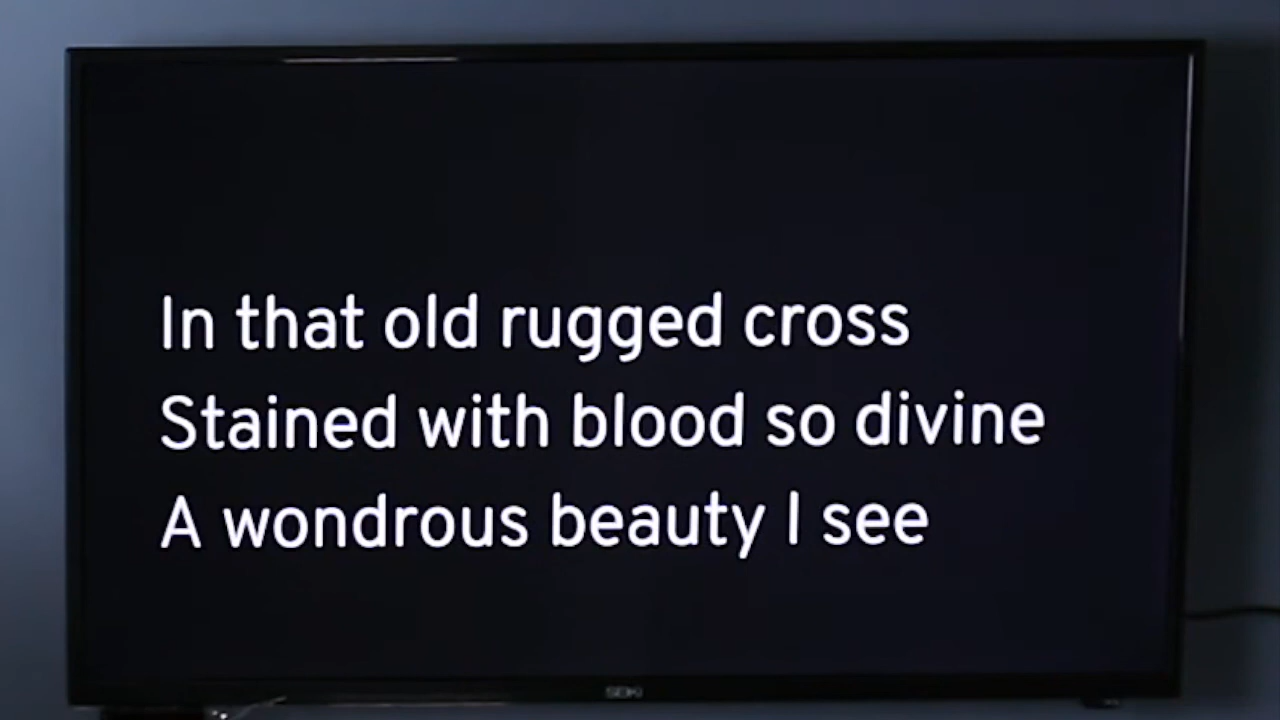 In that old rugged cross
Stained with blood so divine
A wondrous beauty I see